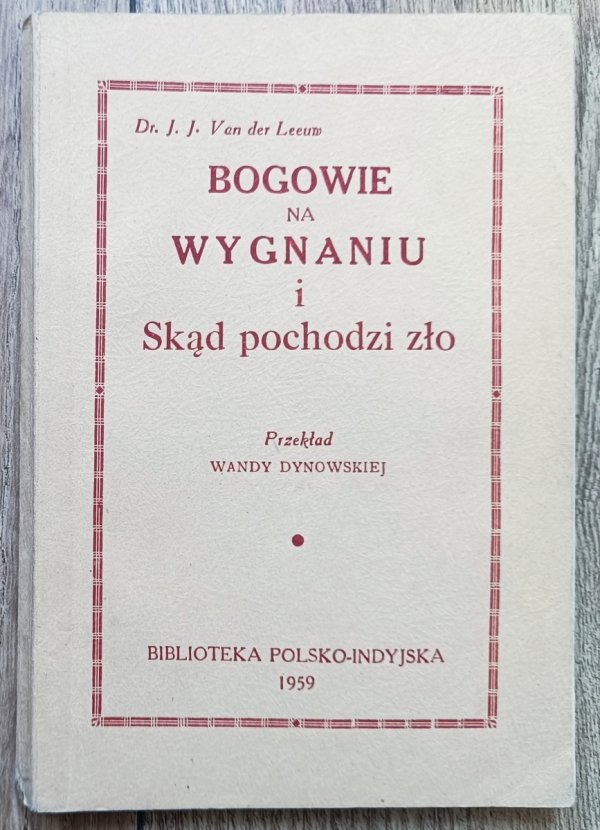 Dr. J. J. Van der Leeuw
BOGOWIE
NA
WYGNANIU
i
Skąd pochodzi zło
Przekład
WANDY DYNOWSKIEJ
BIBLIOTEKA POLSKO-INDYJSKA
1959